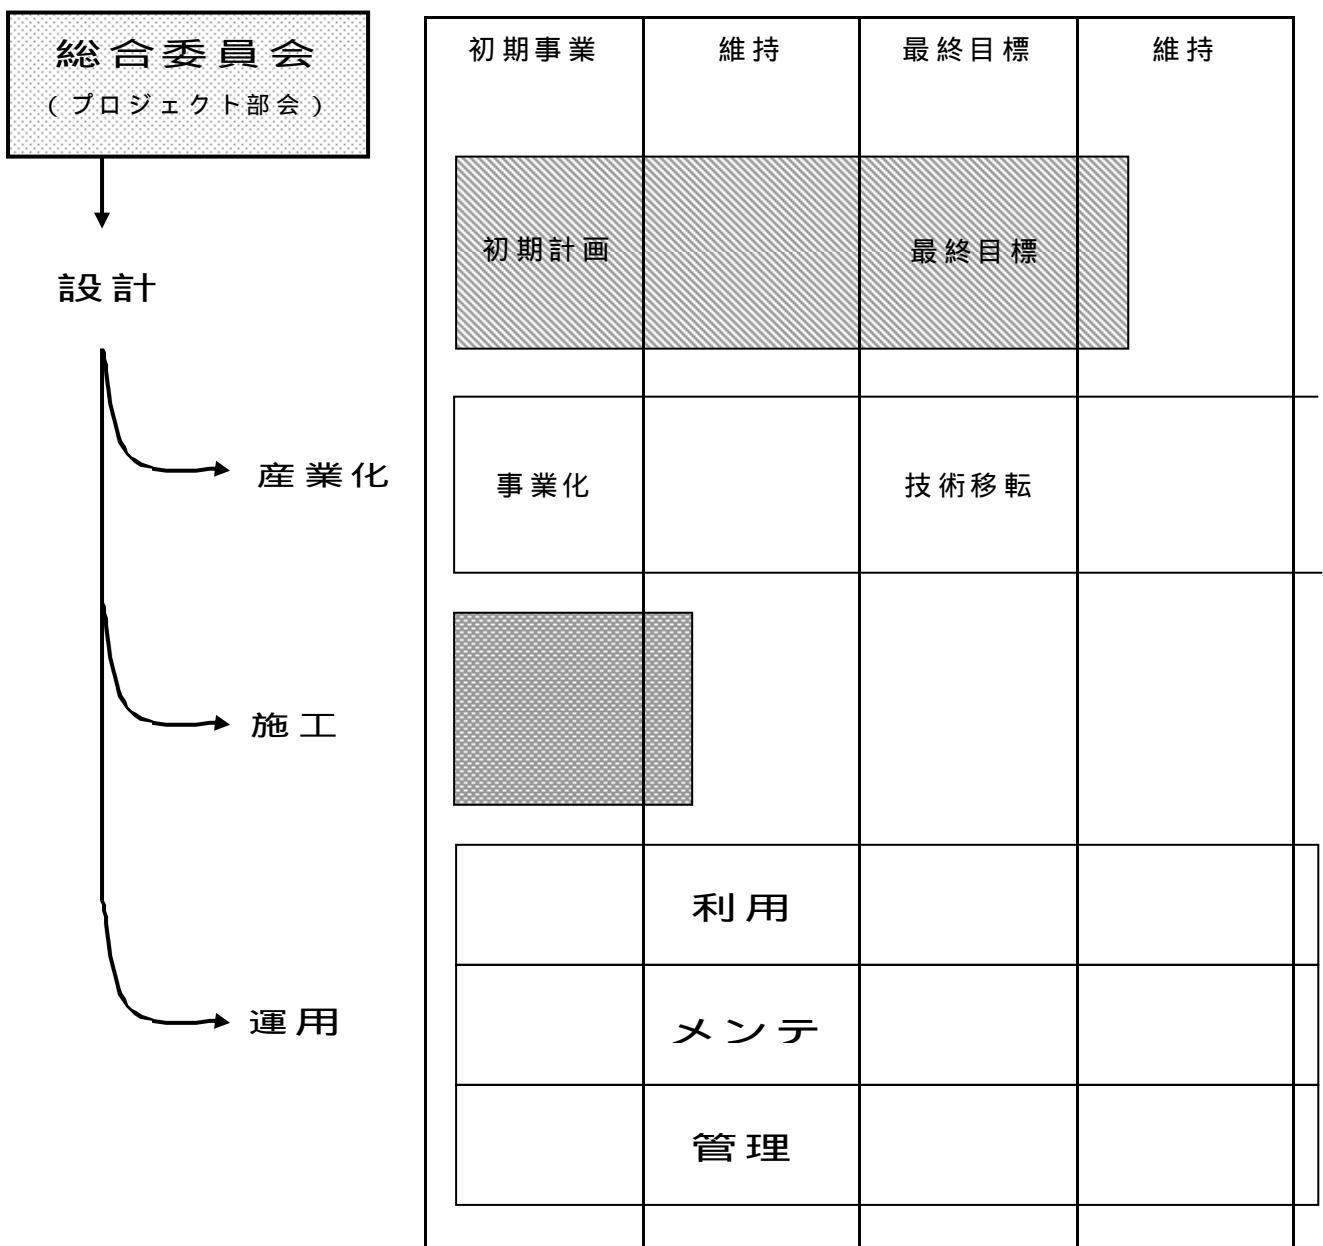 総合委員会
(プロジェクト部会)
初期事業
維持
最終目標
維持
設計
初期計画
最終目標
産業化
事業化
技術移転
施工
運用
利用
メンテ
管理